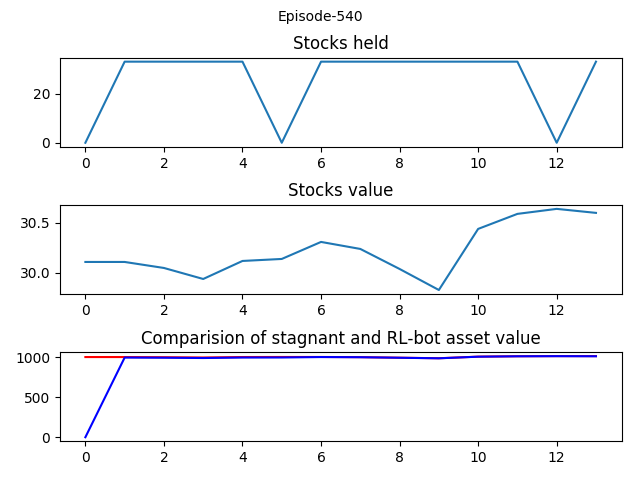 Episode-540
Stocks held
20
0
0 2 4 6 8 10 12
Stocks value
30.5
30.0
0 2 4 6 8 10 12
Comparision of stagnant and RL-bot asset value
1000
500
0
0 2 4 6 8 10 12